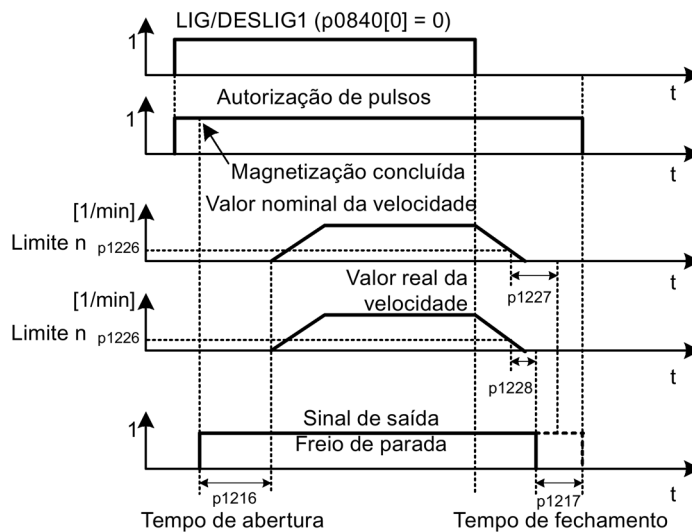 LIG/DESLIG1 (p0840[0] = 0)
1
t
Autorização de pulsos
1
t
Magnetização concluída
[1/min]
Valor nominal da velocidade
Limite n p1226
p1227
t
[1/min]
Valor real da
velocidade
Limite n p1226
p1228
t
Sinal de saída
1
Freio de parada
t
p1216
p1217
Tempo de abertura
Tempo de fechamento